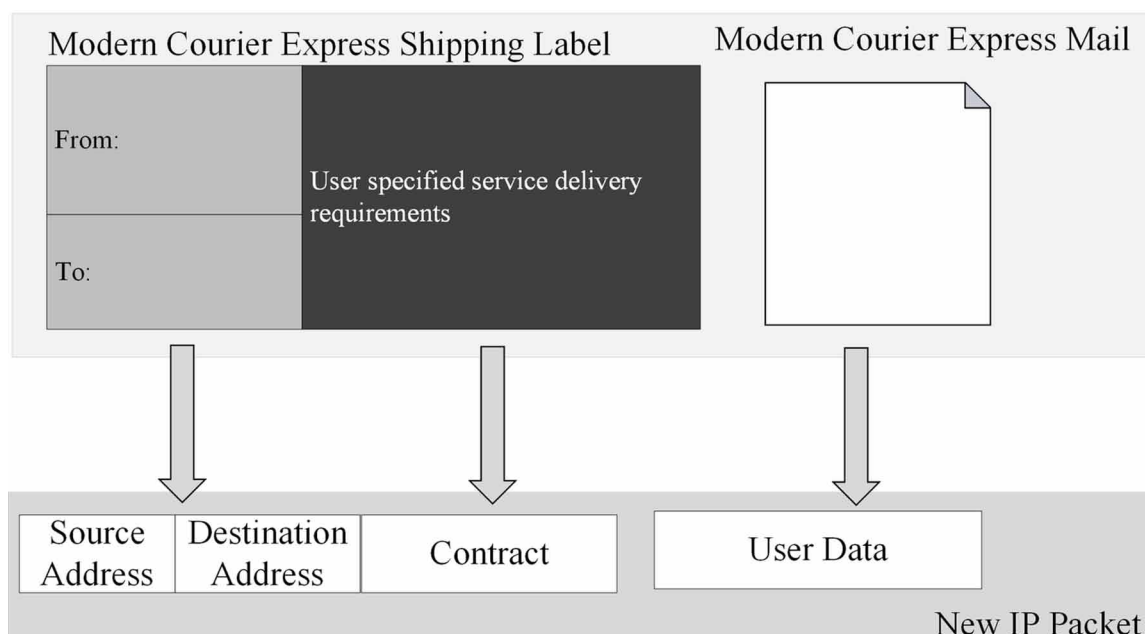 Modern Courier Express Shipping Label
Modern Courier Express Mail
From:
User specified service delivery
requirements
To:
Source
Address
Destination
Address
Contract
User Data
New IP Packet